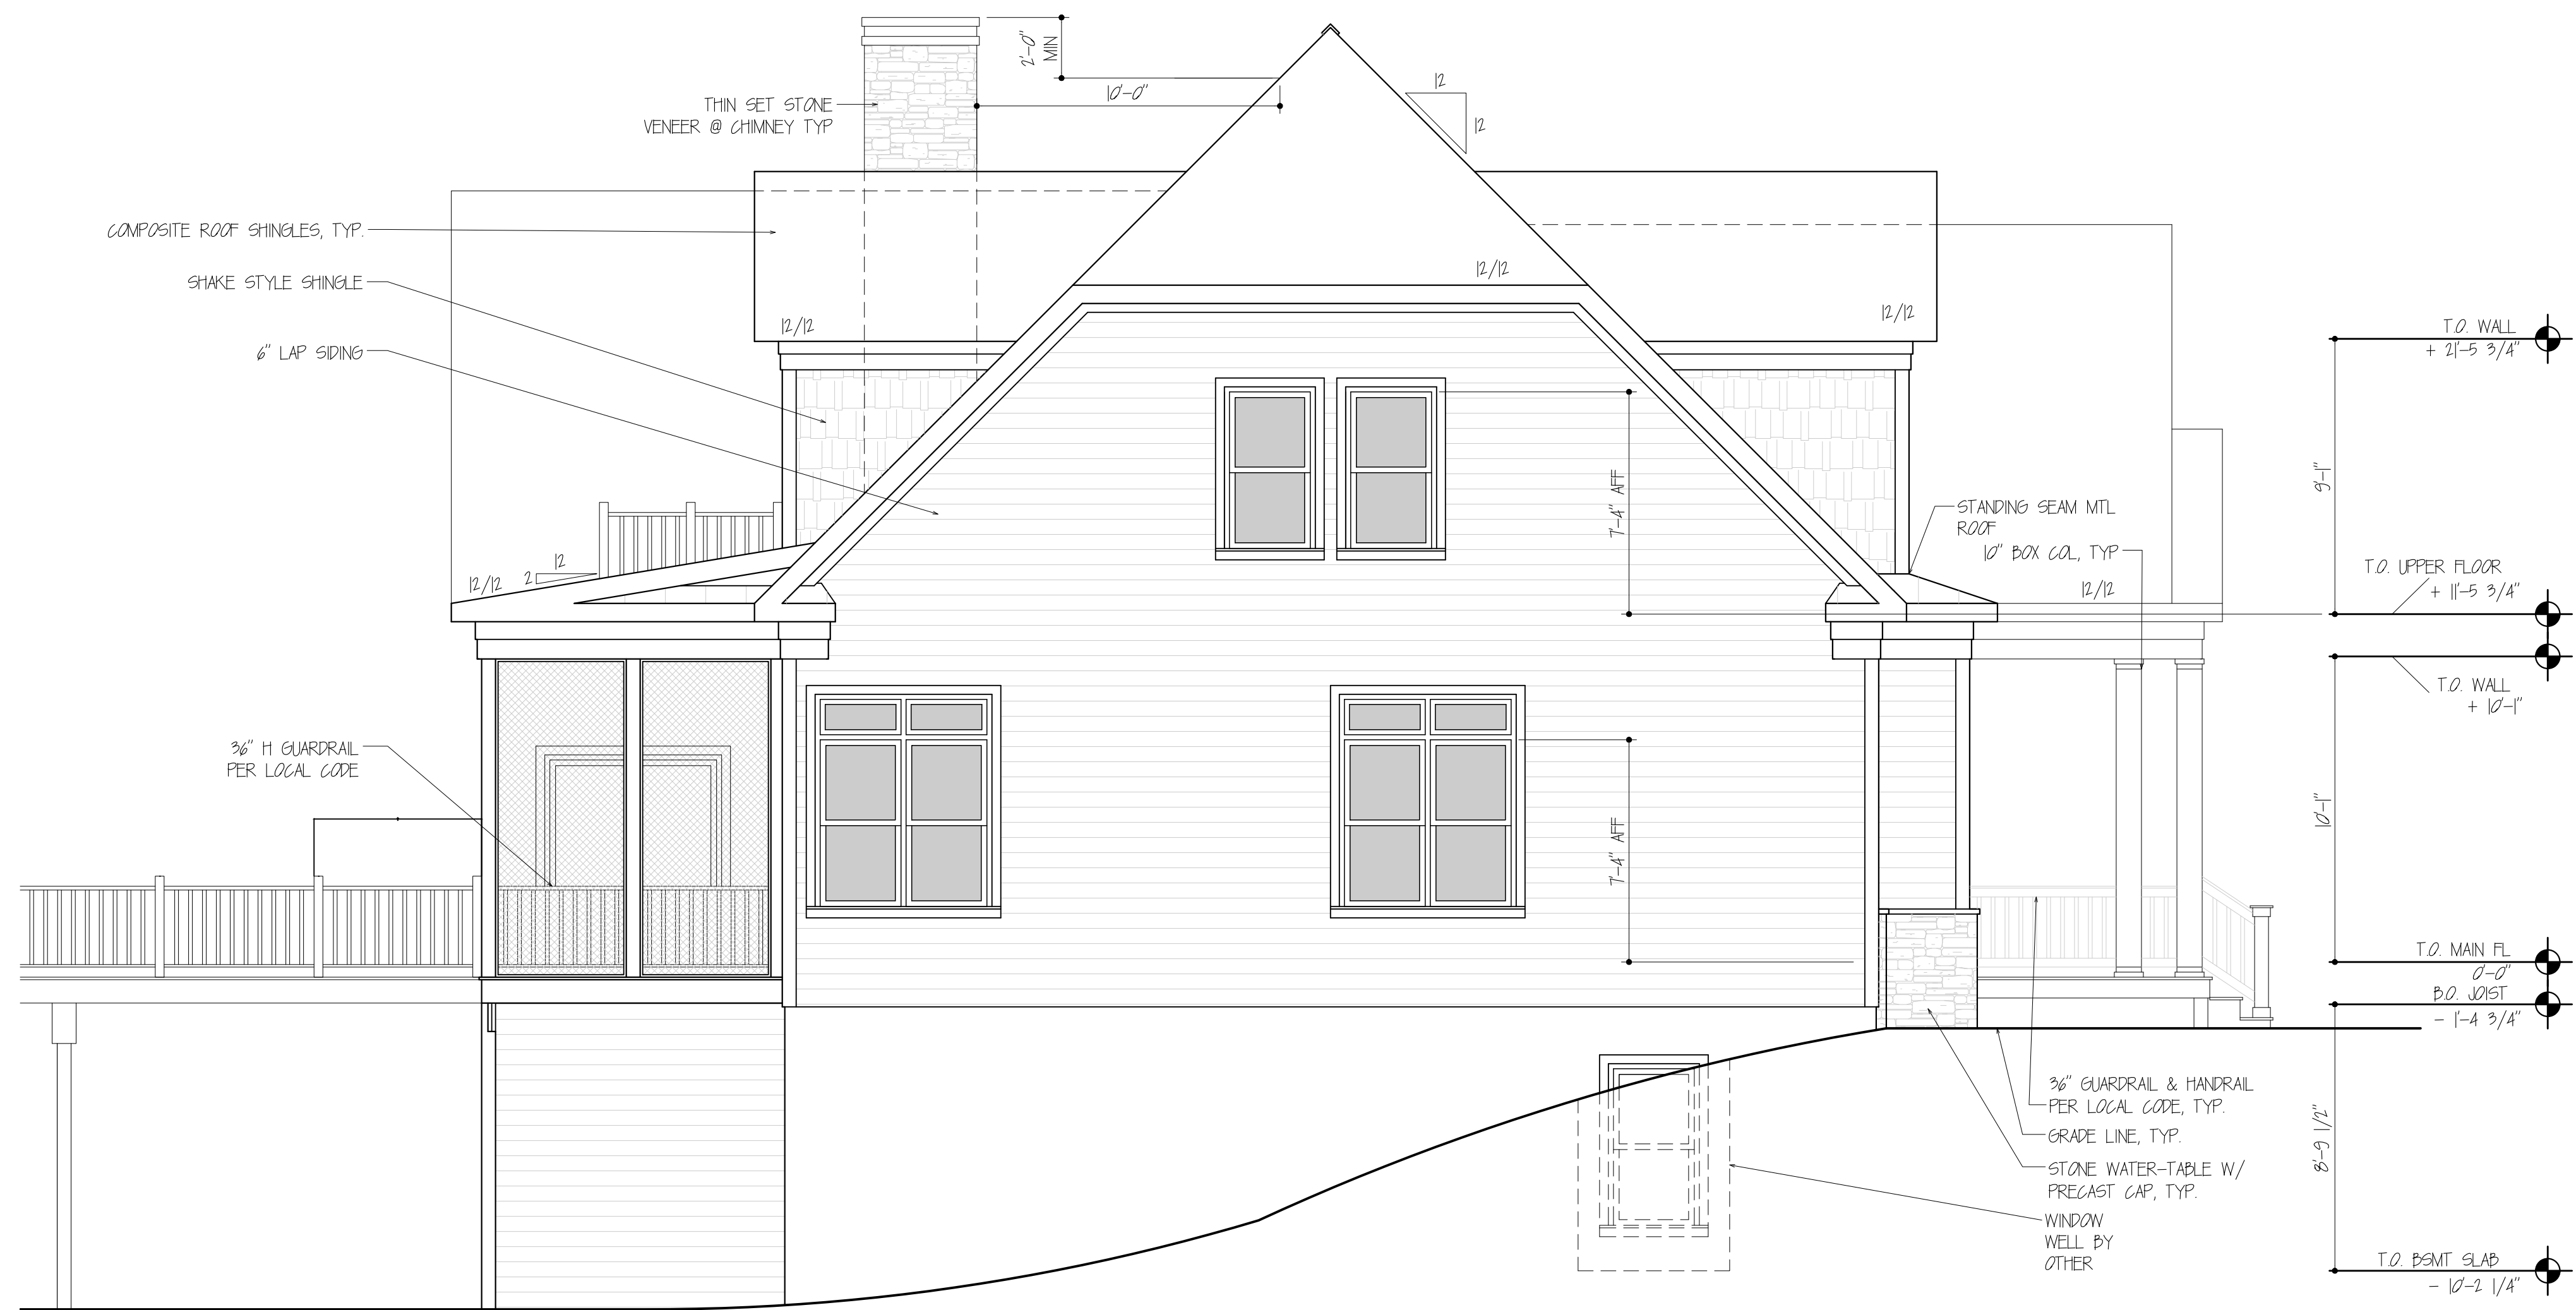 2'-0"
MIN
10'-0"
12
12
THIN SET STONE
VENEER @ CHIMNEY TYP
COMPOSITE ROOF SHINGLES, TYP.
SHAKE STYLE SHINGLE
6" LAP SIDING
12/12
12/12
12/12
T.O. WALL
+ 21'-5 3/4"
9'-1"
7'-4" AFF
STANDING SEAM MTL
ROOF
10" BOX COL, TYP
12
2
12/12
12/12
T.O. UPPER FLOOR
+ 11'-5 3/4"
T.O. WALL
+ 10'-1"
36" H GUARDRAIL
PER LOCAL CODE
7'-4" AFF
10'-1"
T.O. MAIN FL
0'-0"
B.O. JOIST
- 1'-4 3/4"
36" GUARDRAIL & HANDRAIL
PER LOCAL CODE, TYP.
GRADE LINE, TYP.
STONE WATER-TABLE W/
PRECAST CAP, TYP.
WINDOW
WELL BY
OTHER
8'-9 1/2"
T.O. BSMT SLAB
- 10'-2 1/4"